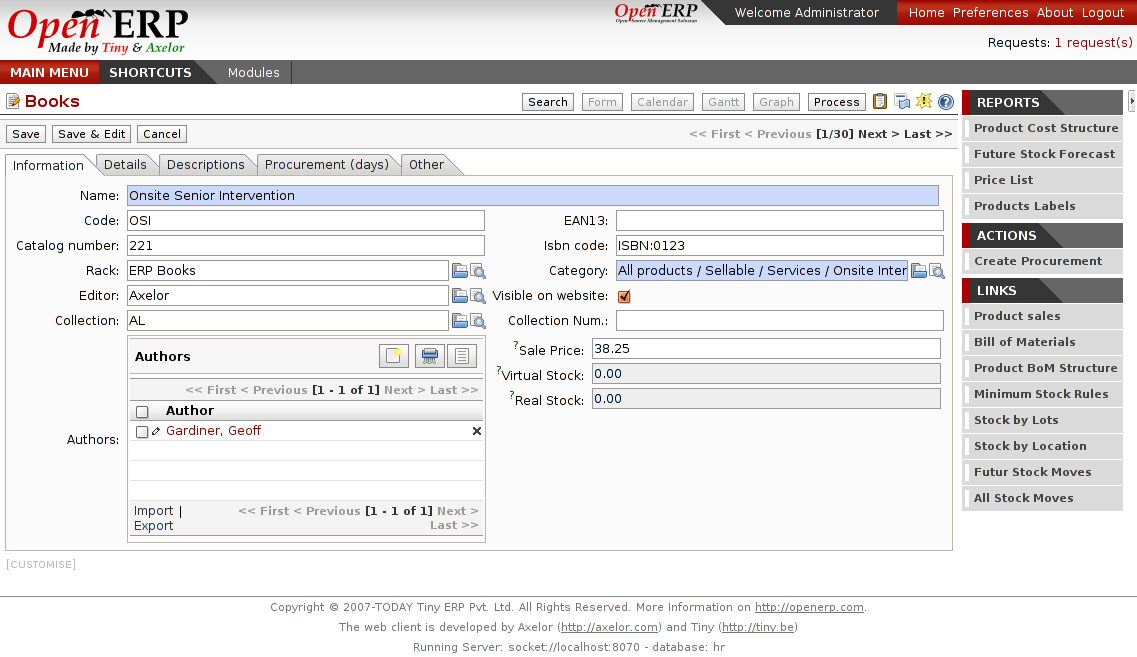 Open ERP
Made by Tiny & Axelor
Open ERP
Open Source Management Solution
Welcome Administrator
Home Preferences About Logout
Requests: 1 request(s)
MAIN MENU SHORTCUTS Modules
Books
Search Form Calendar Gantt Graph Process
Save Save & Edit Cancel
<< First < Previous [1/30] Next > Last >>
Information Details Descriptions Procurement (days) Other
Name: Onsite Senior Intervention
Code: OSI EAN13:
Catalog number: 221 Isbn code: ISBN:0123
Rack: ERP Books Category: All products / Sellable / Services / Onsite Inter
Editor: Axelor Visible on website:
Collection: AL Collection Num.:
Authors
? Sale Price: 38.25
? Virtual Stock: 0.00
? Real Stock: 0.00
<< First < Previous [1 - 1 of 1] Next > Last >>
Author
Gardiner, Geoff
Authors:
Import | Export
<< First < Previous [1 - 1 of 1] Next > Last >>
[CUSTOMISE]
REPORTS
Product Cost Structure
Future Stock Forecast
Price List
Products Labels
ACTIONS
Create Procurement
LINKS
Product sales
Bill of Materials
Product BoM Structure
Minimum Stock Rules
Stock by Lots
Stock by Location
Futur Stock Moves
All Stock Moves
Copyright © 2007-TODAY Tiny ERP Pvt. Ltd. All Rights Reserved. More Information on http://openerp.com.
The web client is developed by Axelor (http://axelor.com) and Tiny (http://tiny.be)
Running Server: socket://localhost:8070 - database: hr